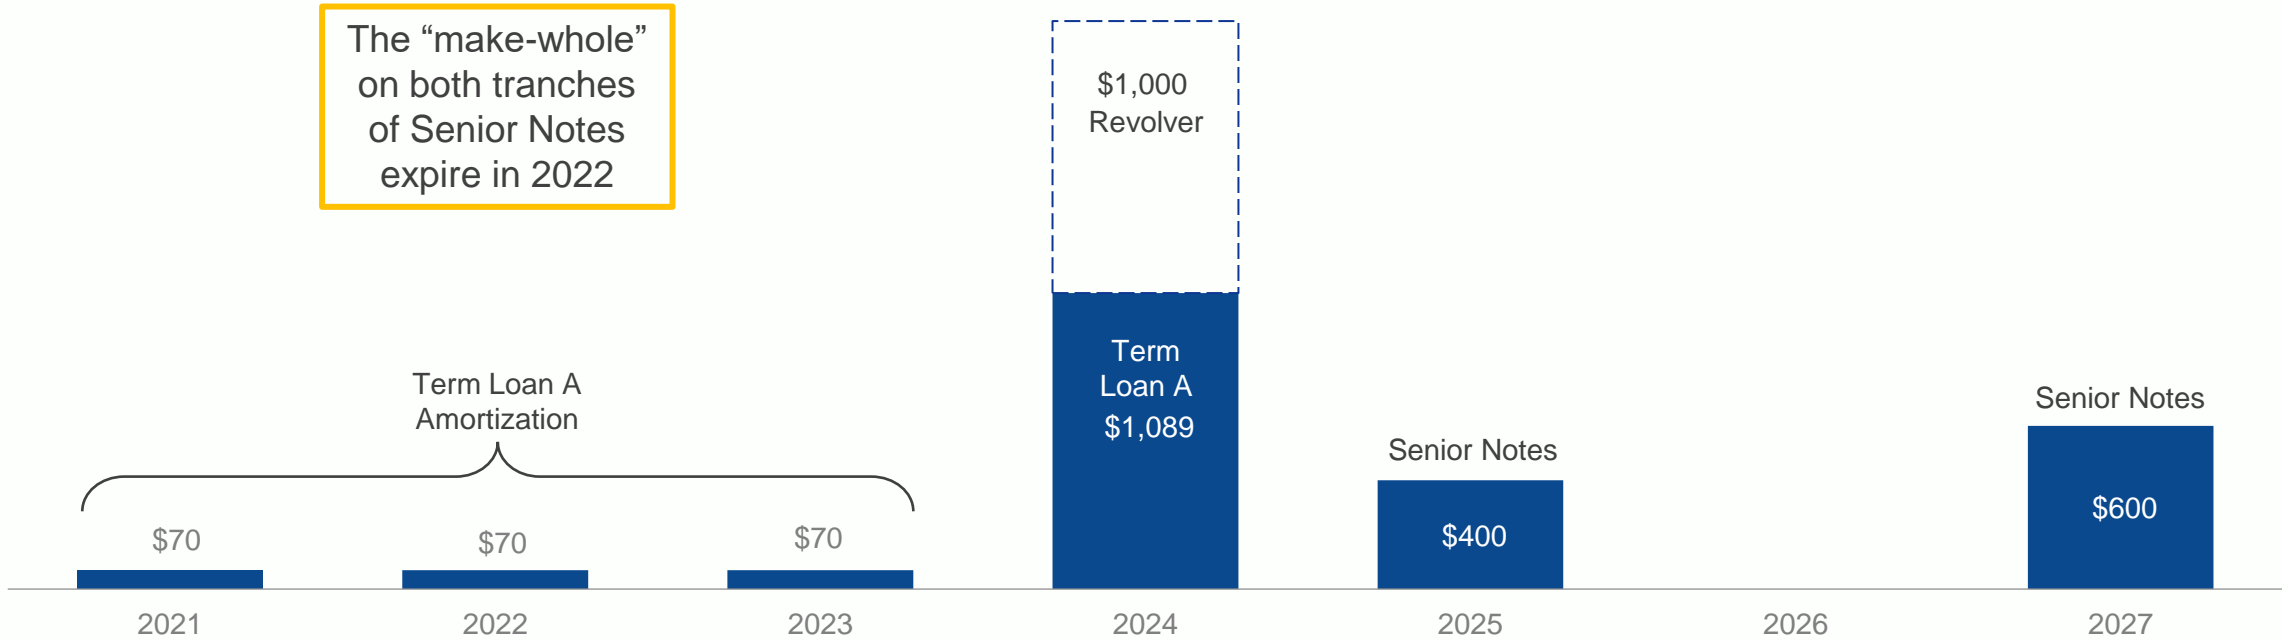 The “make-whole”
on both tranches
of Senior Notes
expire in 2022
$1,000
Revolver
Term
Loan A
$1,089
Term Loan A
Amortization
Senior Notes
Senior Notes
$70
$70
$70
$400
$600
2021
2022
2023
2024
2025
2026
2027